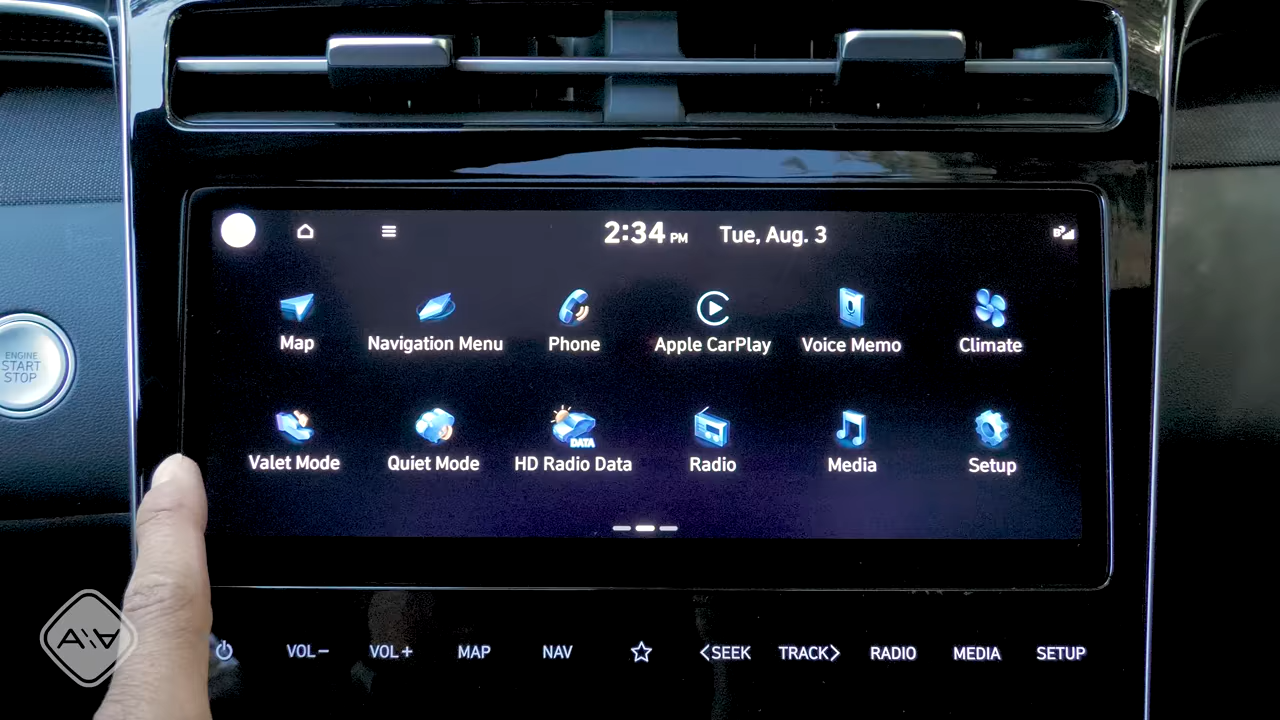 2:34 PM Tue, Aug. 3
Map Navigation Menu Phone Apple CarPlay Voice Memo Climate
DATA
Valet Mode Quiet Mode HD Radio Data Radio Media Setup
ENGINE
START
STOP
VOL− VOL+ MAP NAV <SEEK TRACK> RADIO MEDIA SETUP